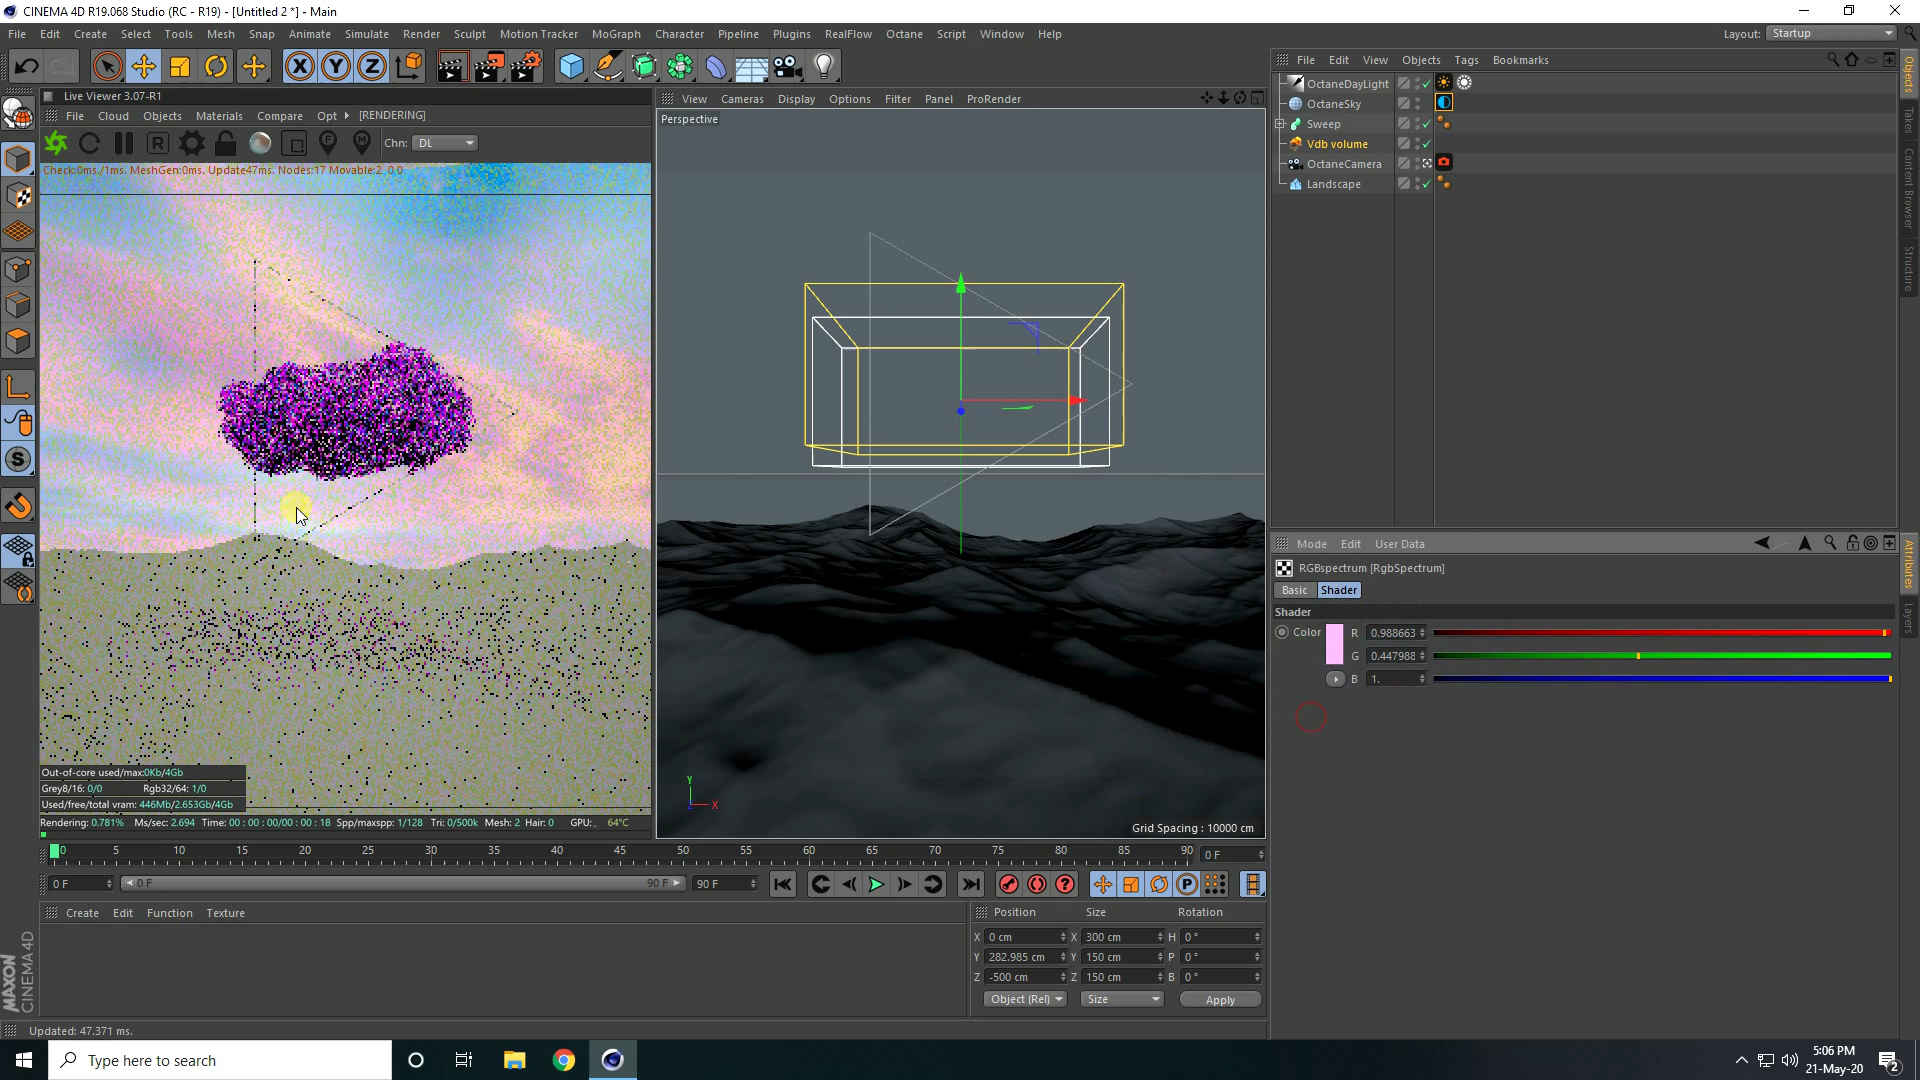 CINEMA 4D R19.068 Studio (RC - R19) - [Untitled 2 *] - Main
File Edit Create Select Tools Mesh Snap Animate Simulate Render Sculpt Motion Tracker MoGraph Character Pipeline Plugins RealFlow Octane Script Window Help
Layout: Startup
X Y Z
Live Viewer 3.07-R1
File Cloud Objects Materials Compare Opt [RENDERING]
R F M Chn: DL
Check:0ms./1ms. MeshGen:0ms. Update47ms. Nodes:17 Movable:2 0 0
Out-of-core used/max:0Kb/4Gb
Grey8/16: 0/0 Rgb32/64: 1/0
Used/free/total vram: 446Mb/2.653Gb/4Gb
Rendering: 0.781% Ms/sec: 2.694 Time: 00 : 00 : 00/00 : 00 : 18 Spp/maxspp: 1/128 Tri: 0/500k Mesh: 2 Hair: 0 GPU: 64°C
View Cameras Display Options Filter Panel ProRender
Perspective
Y
X
Grid Spacing : 10000 cm
File Edit View Objects Tags Bookmarks
OctaneDayLight
OctaneSky
Sweep
Vdb volume
OctaneCamera
Landscape
Objects
Takes
Content Browser
Structure
Mode Edit User Data
RGBspectrum [RgbSpectrum]
Basic Shader
Shader
Color R 0.988663
G 0.447988
B 1.
Attributes
Layers
S
0 5 10 15 20 25 30 35 40 45 50 55 60 65 70 75 80 85 90 0 F
0 F 0 F 90 F 90 F
P
Create Edit Function Texture
Position Size Rotation
X 0 cm X 300 cm H 0 °
Y 282.985 cm Y 150 cm P 0 °
Z -500 cm Z 150 cm B 0 °
Object (Rel) Size Apply
MAXON
CINEMA 4D
Updated: 47.371 ms.
Type here to search
5:06 PM
21-May-20
2